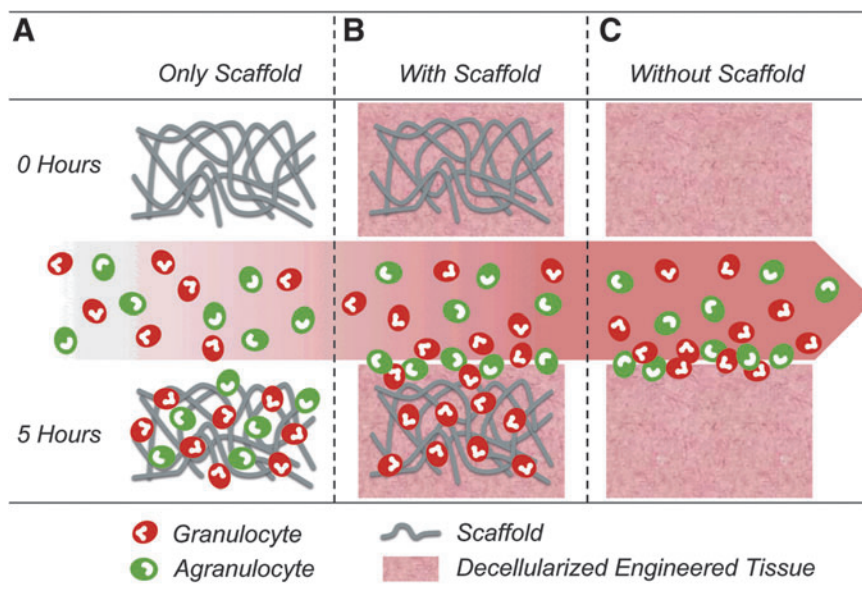 A
B
C
Only Scaffold
With Scaffold
Without Scaffold
0 Hours
5 Hours
Granulocyte
Scaffold
Agranulocyte
Decellularized Engineered Tissue